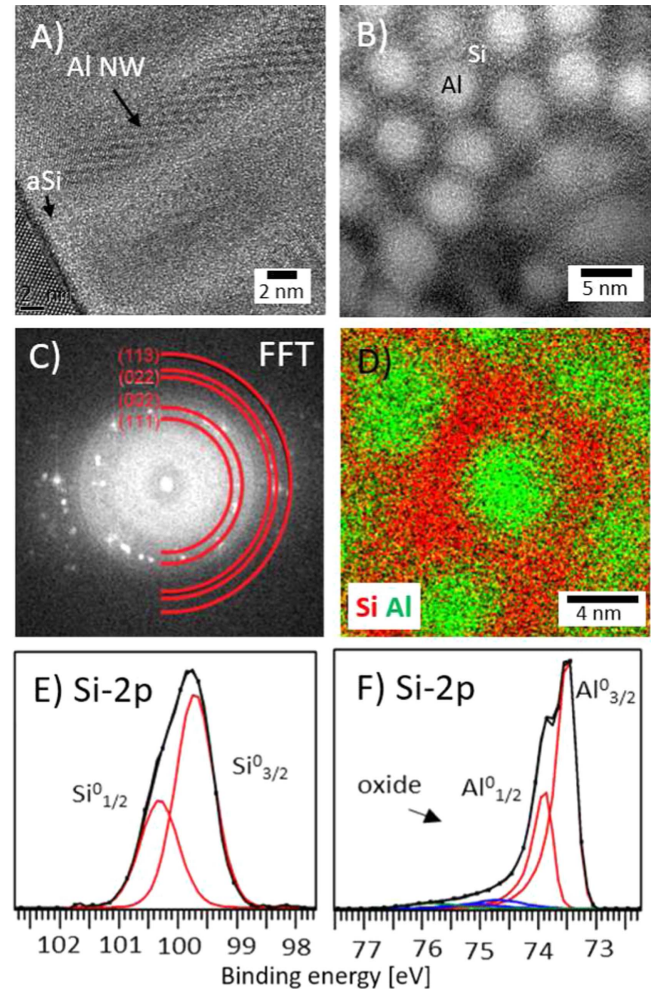 A)
Al NW
aSi
2 nm
B)
Si
Al
5 nm
C)
FFT
(113)
(022)
(002)
(111)
D)
Si Al
4 nm
E) Si-2p
Si⁰₁/₂
Si⁰₃/₂
102 101 100 99 98
F) Si-2p
Al⁰₃/₂
Al⁰₁/₂
oxide
77 76 75 74 73
Binding energy [eV]